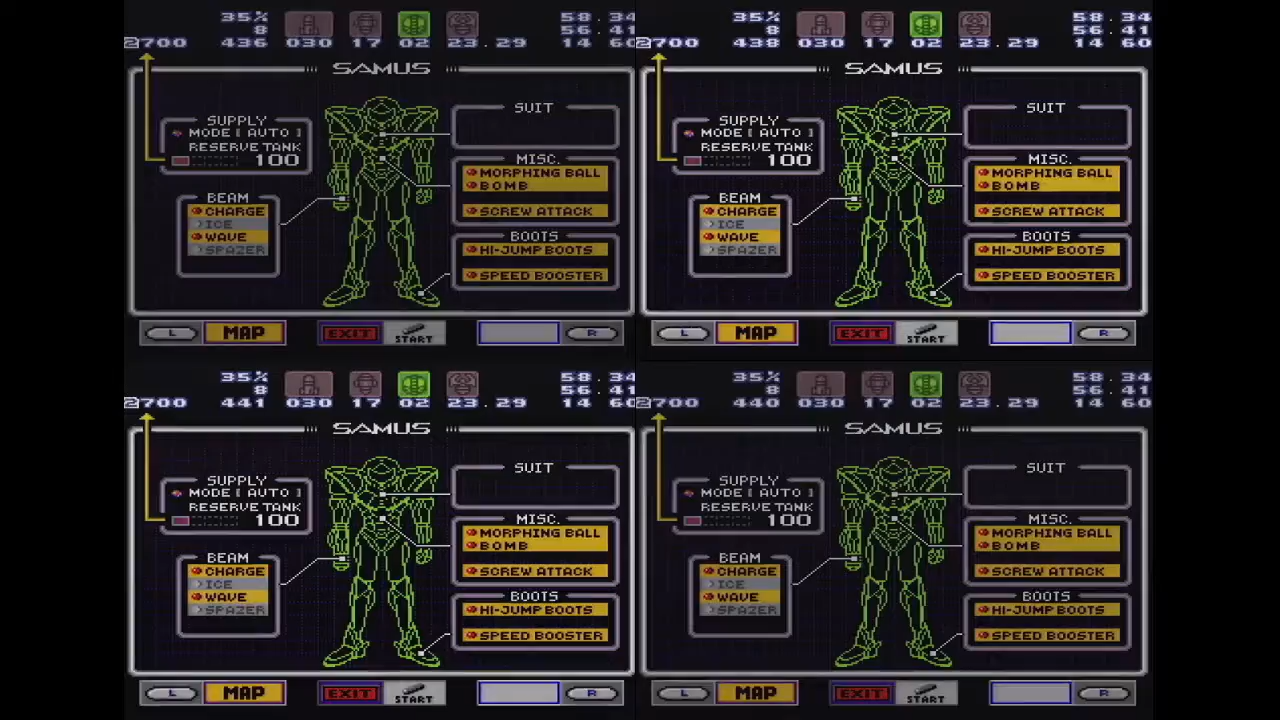 35%
8
2700 436 030 17 02 23.29
58.34
56.41
14 60
SAMUS
SUPPLY
MODE [ AUTO ]
RESERVE TANK
100
BEAM
CHARGE
ICE
WAVE
SPAZER
SUIT
MISC.
MORPHING BALL
BOMB
SCREW ATTACK
BOOTS
HI-JUMP BOOTS
SPEED BOOSTER
L MAP EXIT START R
35%
8
2700 438 030 17 02 23.29
58.34
56.41
14 60
SAMUS
SUPPLY
MODE [ AUTO ]
RESERVE TANK
100
BEAM
CHARGE
ICE
WAVE
SPAZER
SUIT
MISC.
MORPHING BALL
BOMB
SCREW ATTACK
BOOTS
HI-JUMP BOOTS
SPEED BOOSTER
L MAP EXIT START R
35%
8
2700 441 030 17 02 23.29
58.34
56.41
14 60
SAMUS
SUPPLY
MODE [ AUTO ]
RESERVE TANK
100
BEAM
CHARGE
ICE
WAVE
SPAZER
SUIT
MISC.
MORPHING BALL
BOMB
SCREW ATTACK
BOOTS
HI-JUMP BOOTS
SPEED BOOSTER
L MAP EXIT START R
35%
8
2700 440 030 17 02 23.29
58.34
56.41
14 60
SAMUS
SUPPLY
MODE [ AUTO ]
RESERVE TANK
100
BEAM
CHARGE
ICE
WAVE
SPAZER
SUIT
MISC.
MORPHING BALL
BOMB
SCREW ATTACK
BOOTS
HI-JUMP BOOTS
SPEED BOOSTER
L MAP EXIT START R